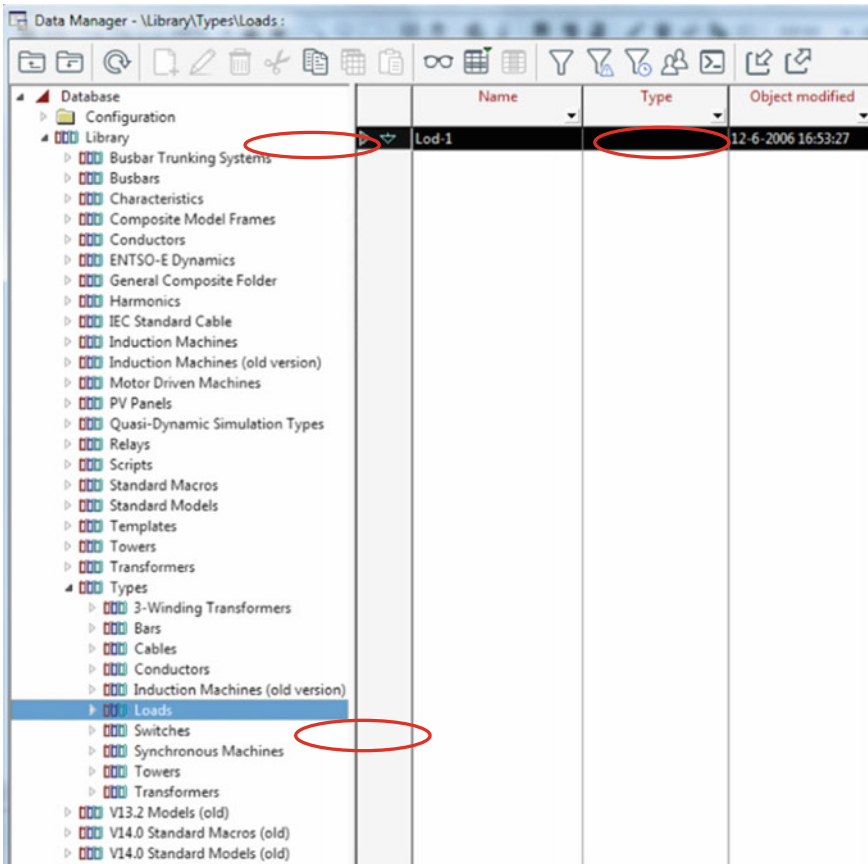 Data Manager - \Library\Types\Loads :
Name Type Object modified
Database
Configuration
Library
Lod-1 12-6-2006 16:53:27
Busbar Trunking Systems
Busbars
Characteristics
Composite Model Frames
Conductors
ENTSO-E Dynamics
General Composite Folder
Harmonics
IEC Standard Cable
Induction Machines
Induction Machines (old version)
Motor Driven Machines
PV Panels
Quasi-Dynamic Simulation Types
Relays
Scripts
Standard Macros
Standard Models
Templates
Towers
Transformers
Types
3-Winding Transformers
Bars
Cables
Conductors
Induction Machines (old version)
Loads
Switches
Synchronous Machines
Towers
Transformers
V13.2 Models (old)
V14.0 Standard Macros (old)
V14.0 Standard Models (old)